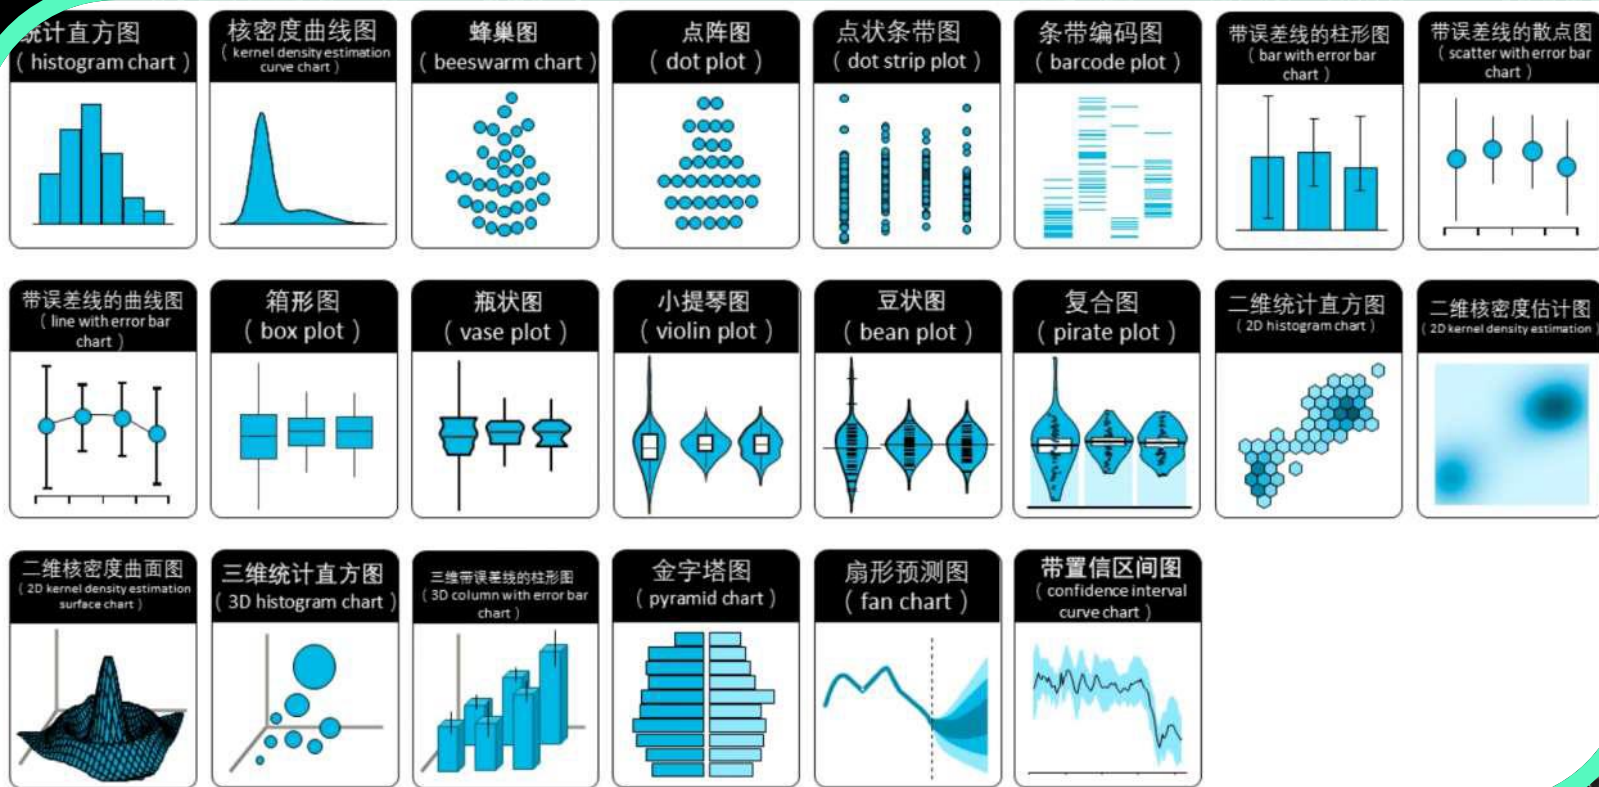 统计直方图
（histogram chart）
核密度曲线图
（kernel density estimation
curve chart）
蜂巢图
（beeswarm chart）
点阵图
（dot plot）
点状条带图
（dot strip plot）
条带编码图
（barcode plot）
带误差线的柱形图
（bar with error bar
chart）
带误差线的散点图
（scatter with error bar
chart）
带误差线的曲线图
（line with error bar
chart）
箱形图
（box plot）
瓶状图
（vase plot）
小提琴图
（violin plot）
豆状图
（bean plot）
复合图
（pirate plot）
二维统计直方图
（2D histogram chart）
二维核密度估计图
（2D kernel density estimation）
二维核密度曲面图
（2D kernel density estimation
surface chart）
三维统计直方图
（3D histogram chart）
三维带误差线的柱形图
（3D column with error bar
chart）
金字塔图
（pyramid chart）
扇形预测图
（fan chart）
带置信区间图
（confidence interval
curve chart）